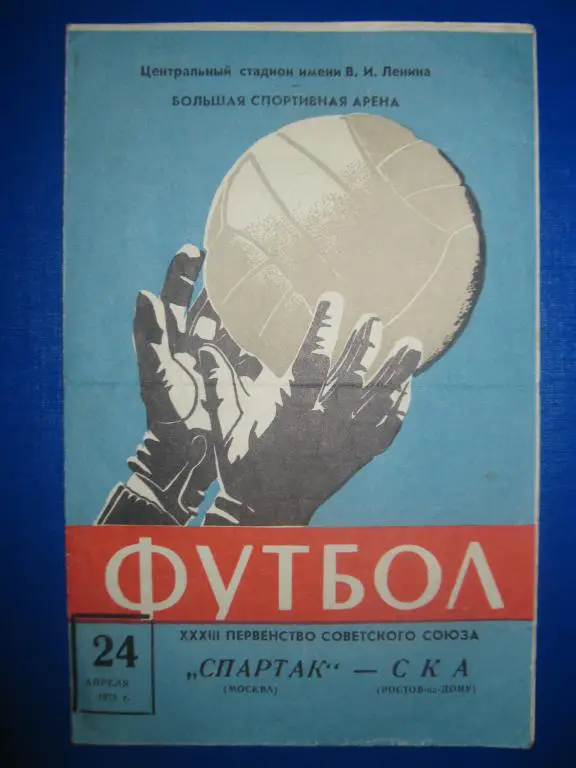 Центральный стадион имени В. И. Ленина
БОЛЬШАЯ СПОРТИВНАЯ АРЕНА
ФУТБОЛ
XXXIII ПЕРВЕНСТВО СОВЕТСКОГО СОЮЗА
24
АПРЕЛЯ
1971 г.
„СПАРТАК“ — СКА
(МОСКВА) (РОСТОВ-на-ДОНУ)